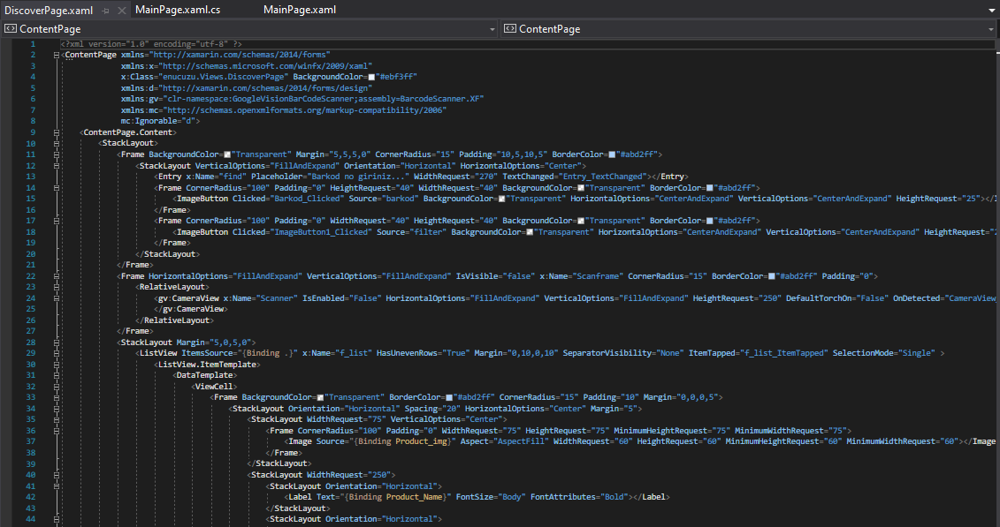 DiscoverPage.xaml MainPage.xaml.cs MainPage.xaml
ContentPage ContentPage
1 <?xml version="1.0" encoding="utf-8" ?>
2 <ContentPage xmlns="http://xamarin.com/schemas/2014/forms"
3 xmlns:x="http://schemas.microsoft.com/winfx/2009/xaml"
4 x:Class="enucuzu.Views.DiscoverPage" BackgroundColor="#ebf3ff"
5 xmlns:d="http://xamarin.com/schemas/2014/forms/design"
6 xmlns:gv="clr-namespace:GoogleVisionBarCodeScanner;assembly=BarcodeScanner.XF"
7 xmlns:mc="http://schemas.openxmlformats.org/markup-compatibility/2006"
8 mc:Ignorable="d">
9 <ContentPage.Content>
10 <StackLayout>
11 <Frame BackgroundColor="Transparent" Margin="5,5,5,0" CornerRadius="15" Padding="10,5,10,5" BorderColor="#abd2ff">
12 <StackLayout VerticalOptions="FillAndExpand" Orientation="Horizontal" HorizontalOptions="Center">
13 <Entry x:Name="find" Placeholder="Barkod no giriniz..." WidthRequest="270" TextChanged="Entry_TextChanged"></Entry>
14 <Frame CornerRadius="100" Padding="0" HeightRequest="40" WidthRequest="40" BackgroundColor="Transparent" BorderColor="#abd2ff">
15 <ImageButton Clicked="Barkod_Clicked" Source="barkod" BackgroundColor="Transparent" HorizontalOptions="CenterAndExpand" VerticalOptions="CenterAndExpand" HeightRequest="25"></
16 </Frame>
17 <Frame CornerRadius="100" Padding="0" WidthRequest="40" HeightRequest="40" BackgroundColor="Transparent" BorderColor="#abd2ff">
18 <ImageButton Clicked="ImageButton1_Clicked" Source="filter" BackgroundColor="Transparent" HorizontalOptions="CenterAndExpand" VerticalOptions="CenterAndExpand" HeightRequest="
19 </Frame>
20 </StackLayout>
21 </Frame>
22 <Frame HorizontalOptions="FillAndExpand" VerticalOptions="FillAndExpand" IsVisible="false" x:Name="Scanframe" CornerRadius="15" BorderColor="#abd2ff" Padding="0">
23 <RelativeLayout>
24 <gv:CameraView x:Name="Scanner" IsEnabled="False" HorizontalOptions="FillAndExpand" VerticalOptions="FillAndExpand" HeightRequest="250" DefaultTorchOn="False" OnDetected="CameraView_
25 </gv:CameraView>
26 </RelativeLayout>
27 </Frame>
28 <StackLayout Margin="5,0,5,0">
29 <ListView ItemsSource="{Binding .}" x:Name="f_list" HasUnevenRows="True" Margin="0,10,0,10" SeparatorVisibility="None" ItemTapped="f_list_ItemTapped" SelectionMode="Single" >
30 <ListView.ItemTemplate>
31 <DataTemplate>
32 <ViewCell>
33 <Frame BackgroundColor="Transparent" BorderColor="#abd2ff" CornerRadius="15" Padding="10" Margin="0,0,0,5">
34 <StackLayout Orientation="Horizontal" Spacing="20" HorizontalOptions="Center" Margin="5">
35 <StackLayout WidthRequest="75" VerticalOptions="Center">
36 <Frame CornerRadius="100" Padding="0" WidthRequest="75" HeightRequest="75" MinimumHeightRequest="75" MinimumWidthRequest="75">
37 <Image Source="{Binding Product_img}" Aspect="AspectFill" WidthRequest="60" HeightRequest="60" MinimumHeightRequest="60" MinimumWidthRequest="60"></Image
38 </Frame>
39 </StackLayout>
40 <StackLayout WidthRequest="250">
41 <StackLayout Orientation="Horizontal">
42 <Label Text="{Binding Product_Name}" FontSize="Body" FontAttributes="Bold"></Label>
43 </StackLayout>
44 <StackLayout Orientation="Horizontal">